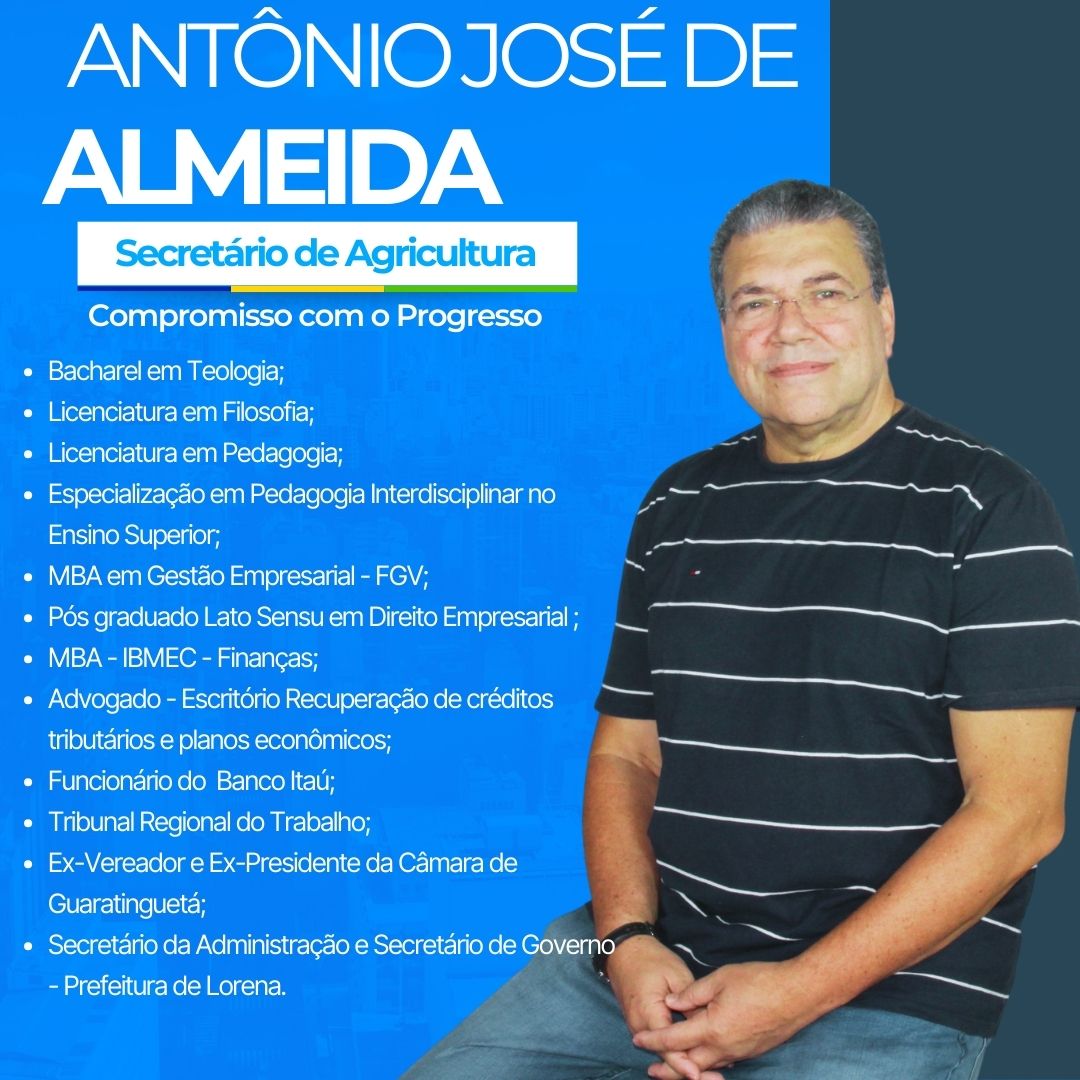 ANTÔNIO JOSÉ DE
ALMEIDA
Secretário de Agricultura
Compromisso com o Progresso
• Bacharel em Teologia;
• Licenciatura em Filosofia;
• Licenciatura em Pedagogia;
• Especialização em Pedagogia Interdisciplinar no
Ensino Superior;
• MBA em Gestão Empresarial - FGV;
• Pós graduado Lato Sensu em Direito Empresarial ;
• MBA - IBMEC - Finanças;
• Advogado - Escritório Recuperação de créditos
tributários e planos econômicos;
• Funcionário do  Banco Itaú;
• Tribunal Regional do Trabalho;
• Ex-Vereador e Ex-Presidente da Câmara de
Guaratinguetá;
• Secretário da Administração e Secretário de Governo
- Prefeitura de Lorena.